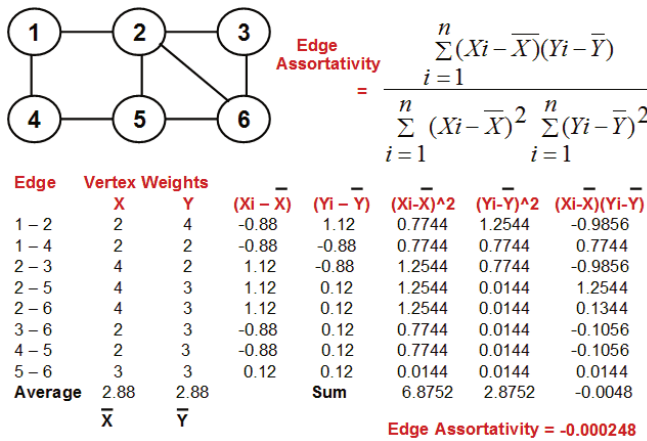 1 2 3
4 5 6
Edge Assortativity = n ∑ i = 1 (Xi − X̄)(Yi − Ȳ)
n ∑ i = 1 (Xi − X̄)2 n ∑ i = 1 (Yi − Ȳ)2
Edge Vertex Weights
X Y (Xi – X̄) (Yi – Ȳ) (Xi-X̄)^2 (Yi-Ȳ)^2 (Xi-X̄)(Yi-Ȳ)
1 – 2 2 4 -0.88 1.12 0.7744 1.2544 -0.9856
1 – 4 2 2 -0.88 -0.88 0.7744 0.7744 0.7744
2 – 3 4 2 1.12 -0.88 1.2544 0.7744 -0.9856
2 – 5 4 3 1.12 0.12 1.2544 0.0144 1.2544
2 – 6 4 3 1.12 0.12 1.2544 0.0144 0.1344
3 – 6 2 3 -0.88 0.12 0.7744 0.0144 -0.1056
4 – 5 2 3 -0.88 0.12 0.7744 0.0144 -0.1056
5 – 6 3 3 0.12 0.12 0.0144 0.0144 0.0144
Average 2.88 2.88 Sum 6.8752 2.8752 -0.0048
X̄ Ȳ
Edge Assortativity = -0.000248